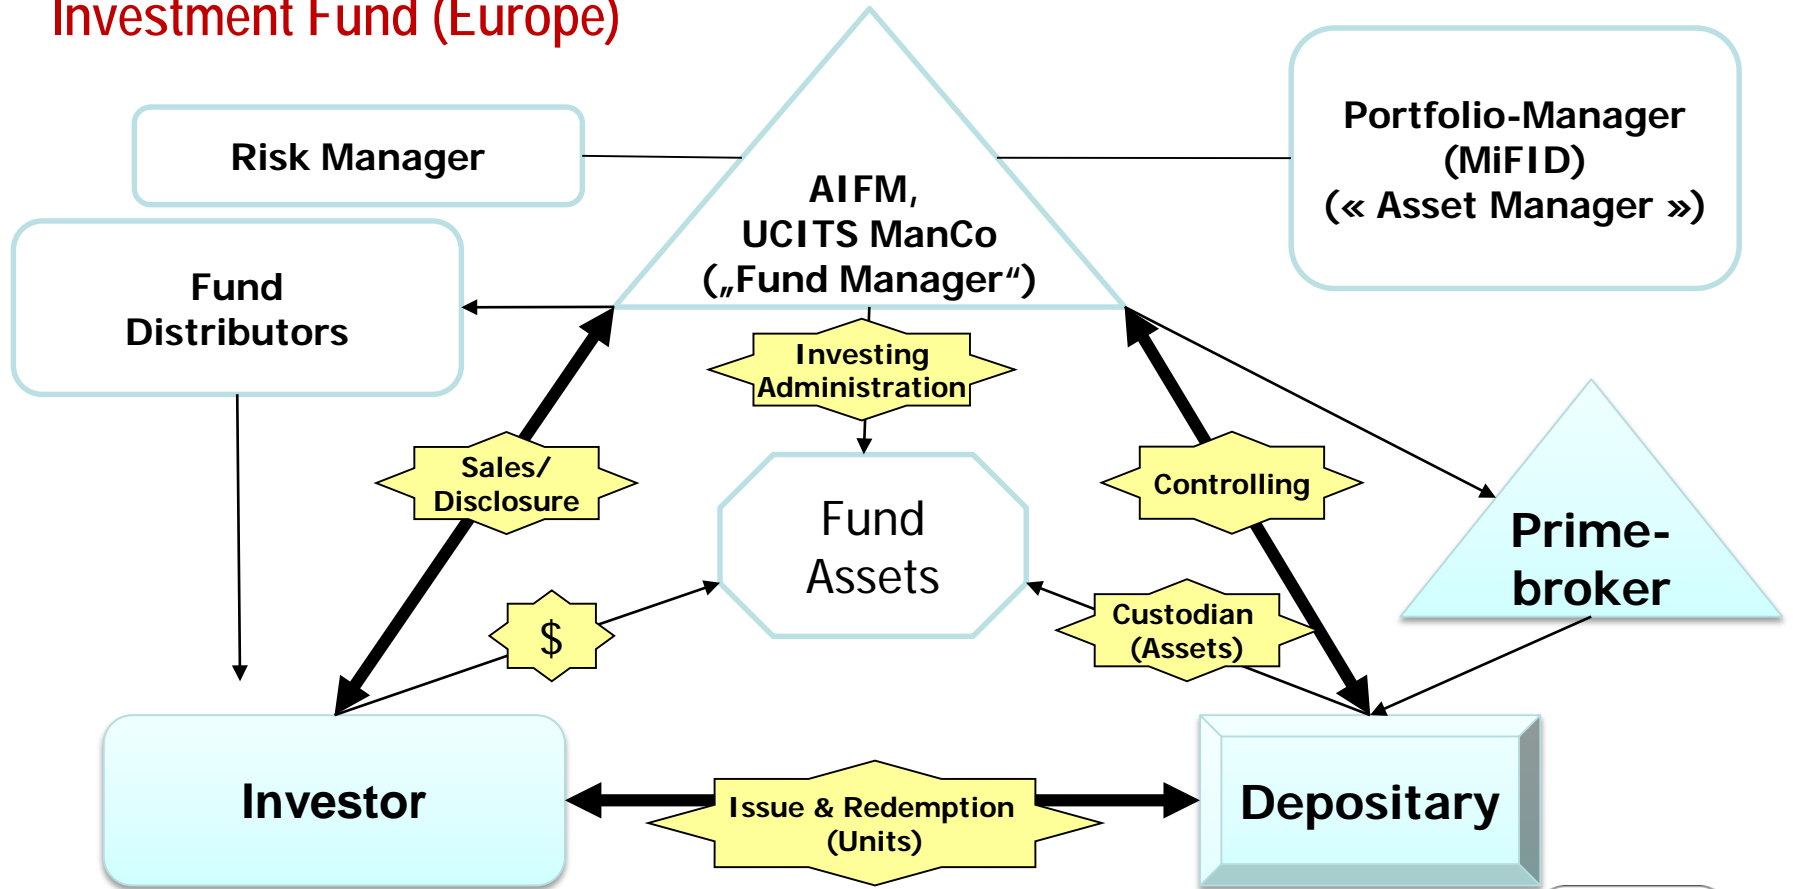 Investment Fund (Europe)
Risk Manager
Portfolio-Manager
(MiFID)
(« Asset Manager »)
AIFM,
UCITS ManCo
(„Fund Manager“)
Fund
Distributors
Investing
Administration
Sales/
Disclosure
Controlling
Fund
Assets
Prime-
broker
$
Custodian
(Assets)
Investor
Issue & Redemption
(Units)
Depositary